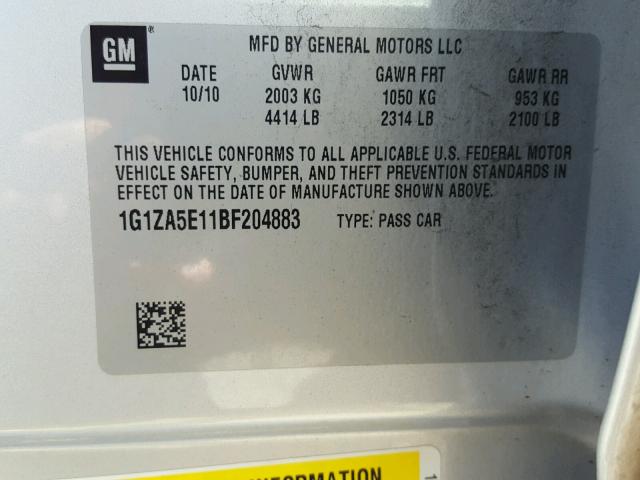 GM ®
MFD BY GENERAL MOTORS LLC
DATE GVWR GAWR FRT GAWR RR
10/10 2003 KG 1050 KG 953 KG
4414 LB 2314 LB 2100 LB
THIS VEHICLE CONFORMS TO ALL APPLICABLE U.S. FEDERAL MOTOR
VEHICLE SAFETY, BUMPER, AND THEFT PREVENTION STANDARDS IN
EFFECT ON THE DATE OF MANUFACTURE SHOWN ABOVE.
1G1ZA5E11BF204883 TYPE: PASS CAR
INFORMATION